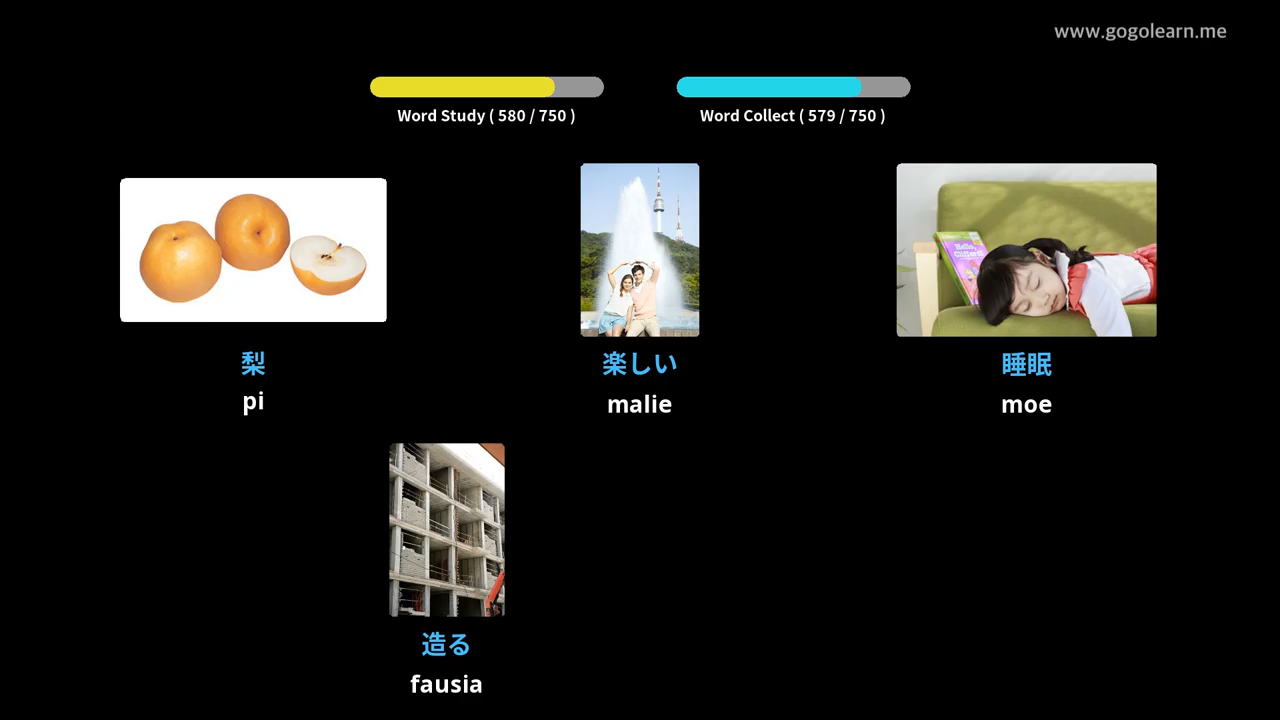 www.gogolearn.me
Word Study ( 580 / 750 )
Word Collect ( 579 / 750 )
梨
pi
楽しい
malie
睡眠
moe
造る
fausia